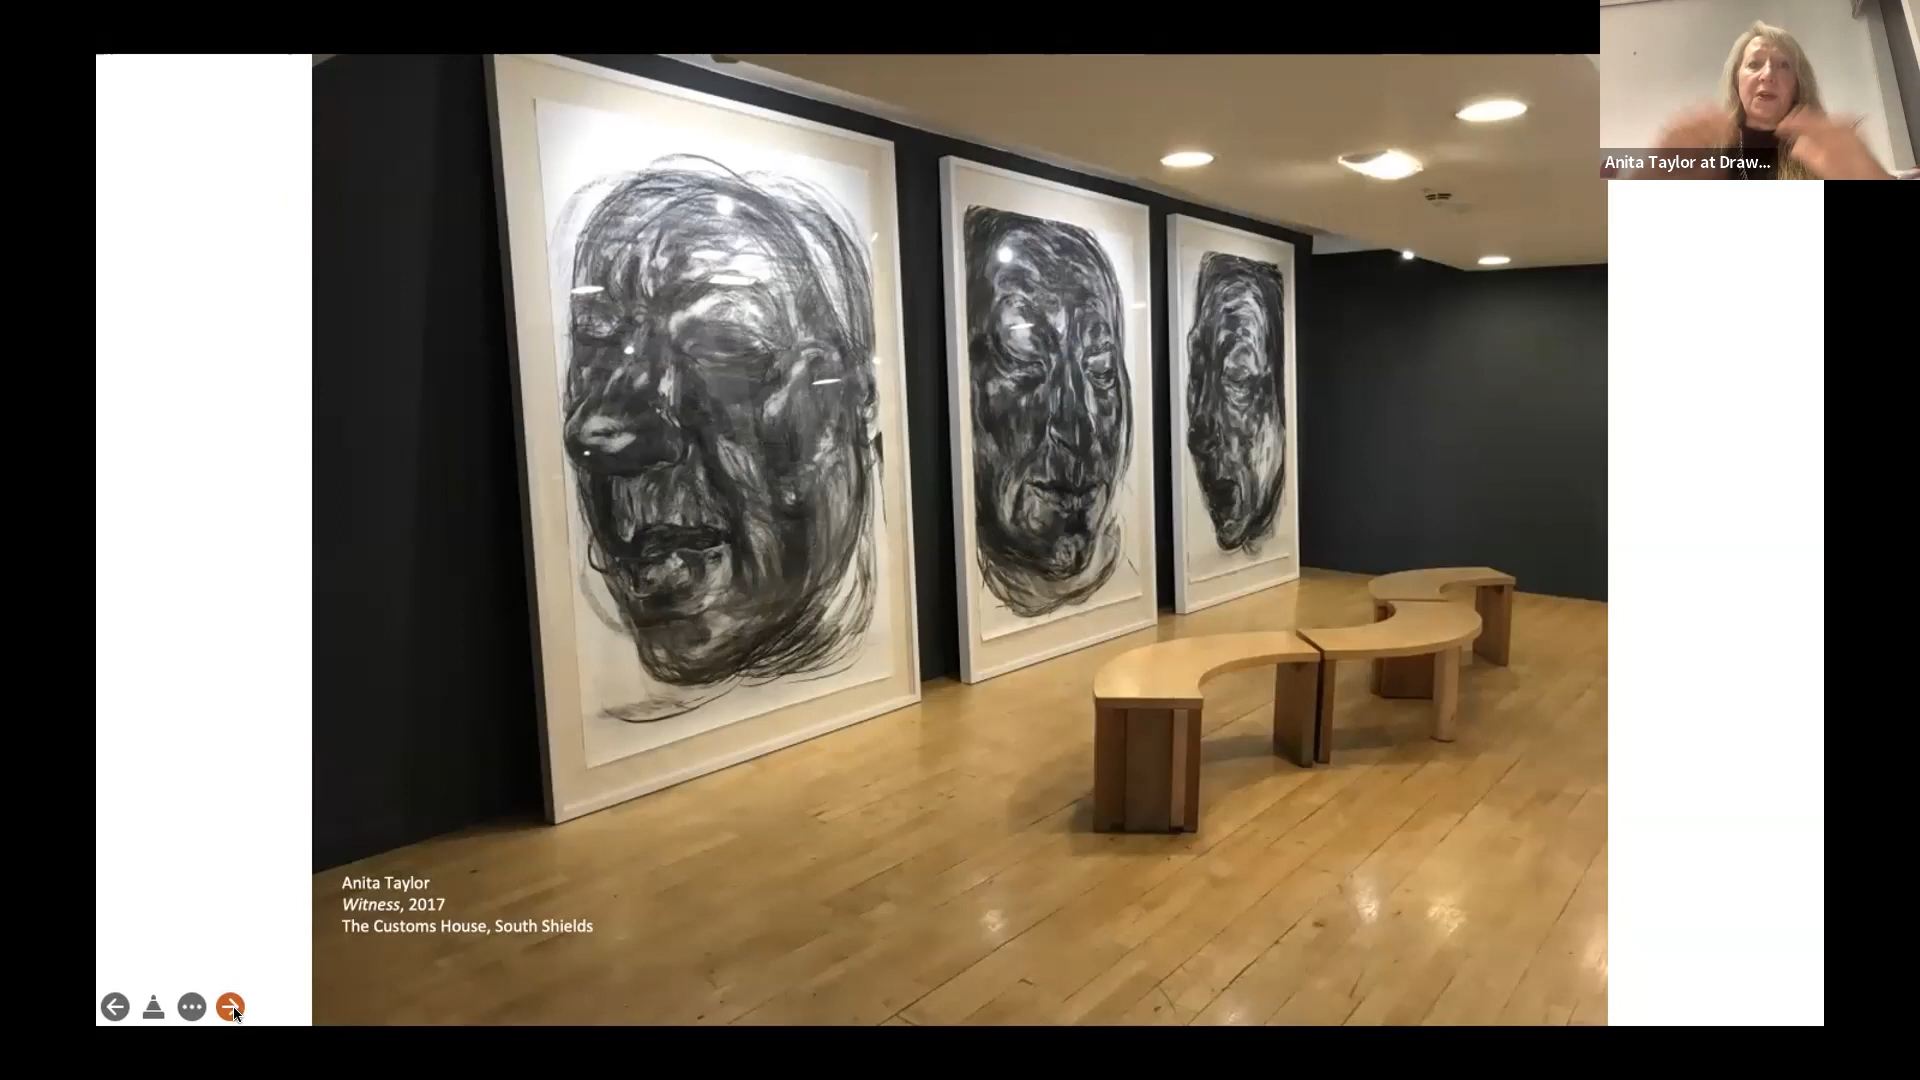 Anita Taylor at Draw...
Anita Taylor
Witness, 2017
The Customs House, South Shields